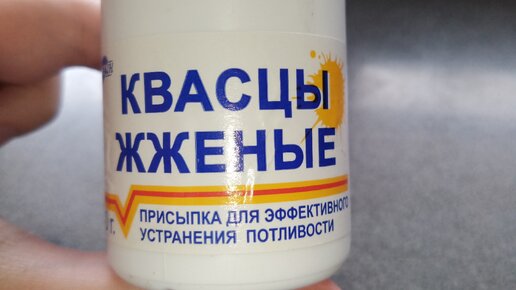 КВАСЦЫ
ЖЖЕНЫЕ
ПРИСЫПКА ДЛЯ ЭФФЕКТИВНОГО
УСТРАНЕНИЯ ПОТЛИВОСТИ